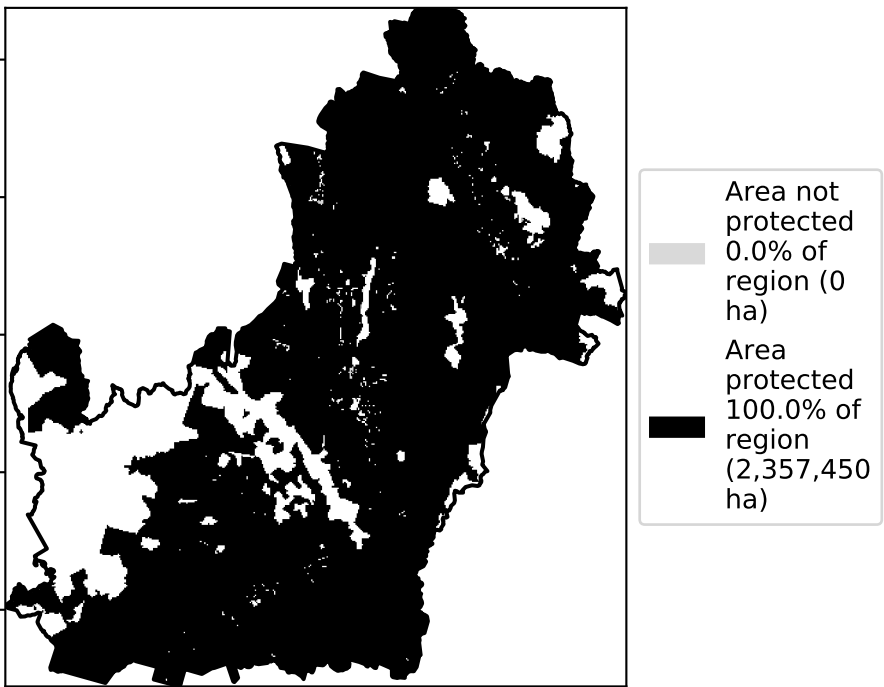 Area not
protected
0.0% of
region (0
ha)
Area
protected
100.0% of
region
(2,357,450
ha)